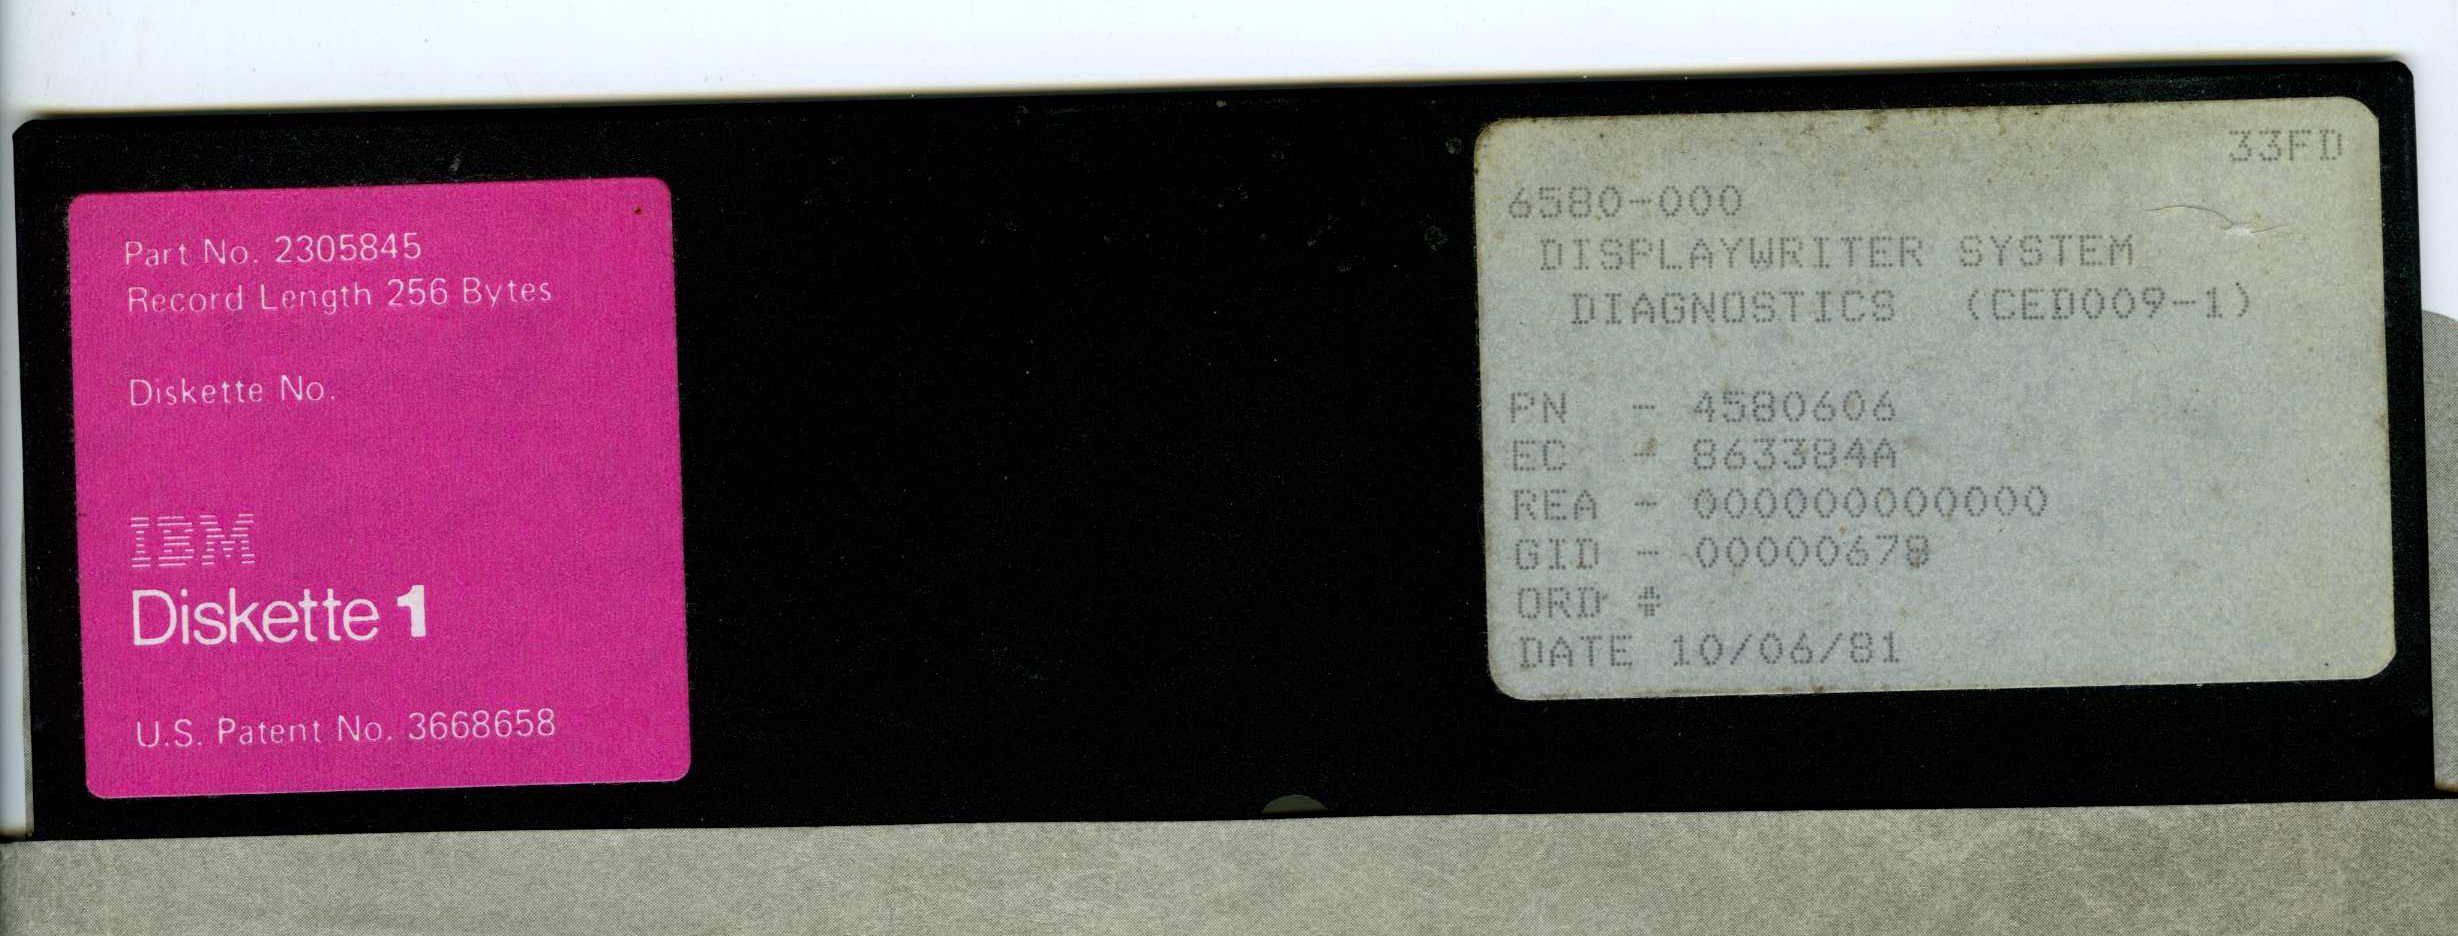 Part No. 2305845
Record Length 256 Bytes
Diskette No.
IBM
Diskette 1
U.S. Patent No. 3668658
33FD
6580-000
DISPLAYWRITER SYSTEM
DIAGNOSTICS (CED009-1)
PN - 4580606
EC - 863384A
REA - 000000000000
GID - 00000678
ORD #
DATE 10/06/81